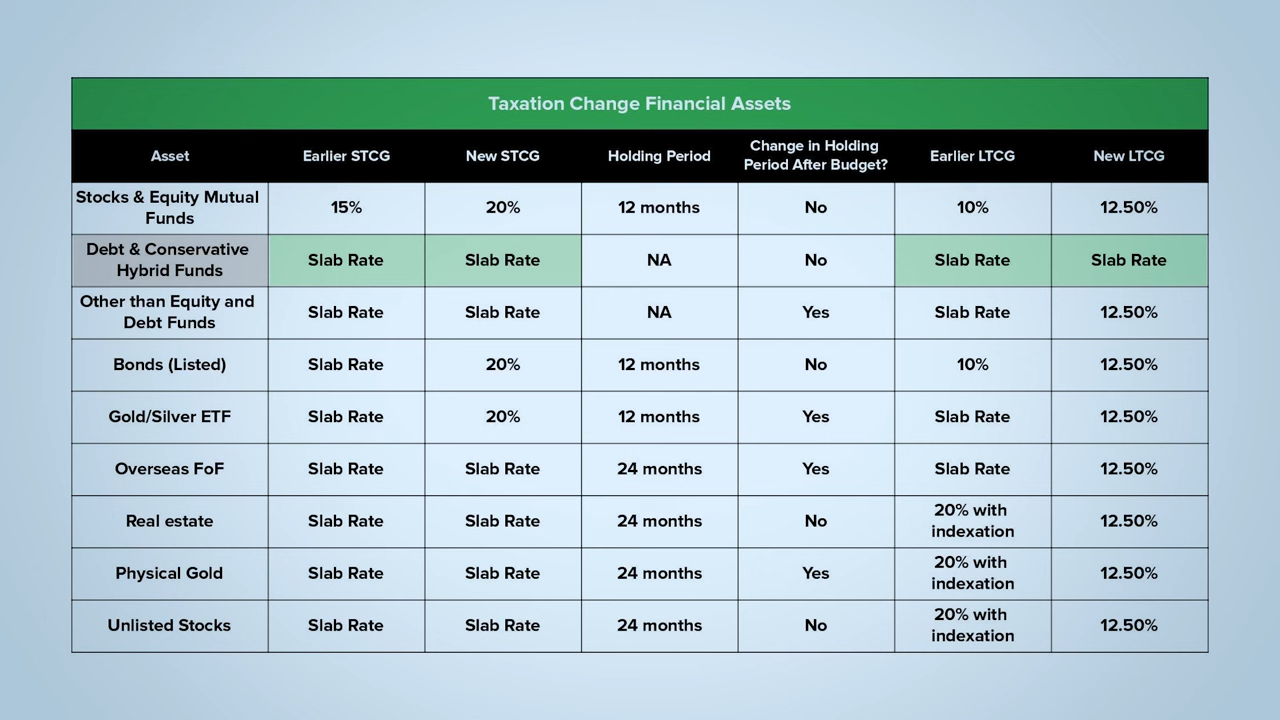 Taxation Change Financial Assets
Asset
Earlier STCG
New STCG
Holding Period
Change in Holding
Period After Budget?
Earlier LTCG
New LTCG
Stocks & Equity Mutual
Funds
15%
20%
12 months
No
10%
12.50%
Debt & Conservative
Hybrid Funds
Slab Rate
Slab Rate
NA
No
Slab Rate
Slab Rate
Other than Equity and
Debt Funds
Slab Rate
Slab Rate
NA
Yes
Slab Rate
12.50%
Bonds (Listed)
Slab Rate
20%
12 months
No
10%
12.50%
Gold/Silver ETF
Slab Rate
20%
12 months
Yes
Slab Rate
12.50%
Overseas FoF
Slab Rate
Slab Rate
24 months
Yes
Slab Rate
12.50%
Real estate
Slab Rate
Slab Rate
24 months
No
20% with
indexation
12.50%
Physical Gold
Slab Rate
Slab Rate
24 months
Yes
20% with
indexation
12.50%
Unlisted Stocks
Slab Rate
Slab Rate
24 months
No
20% with
indexation
12.50%